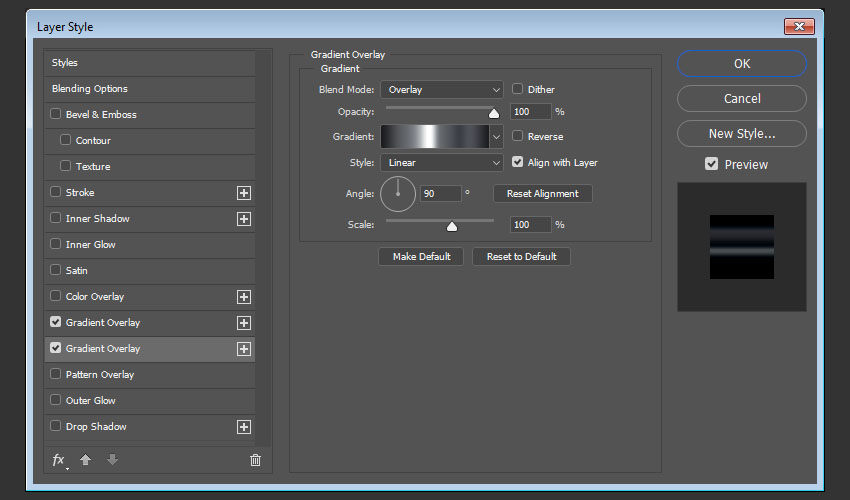 Layer Style
Styles
Blending Options
Bevel & Emboss
Contour
Texture
Stroke
Inner Shadow
Inner Glow
Satin
Color Overlay
Gradient Overlay
Gradient Overlay
Pattern Overlay
Outer Glow
Drop Shadow
fx
Gradient Overlay
Gradient
Blend Mode: Overlay Dither
Opacity: 100 %
Gradient: Reverse
Style: Linear Align with Layer
Angle: 90 ° Reset Alignment
Scale: 100 %
Make Default Reset to Default
OK
Cancel
New Style...
Preview